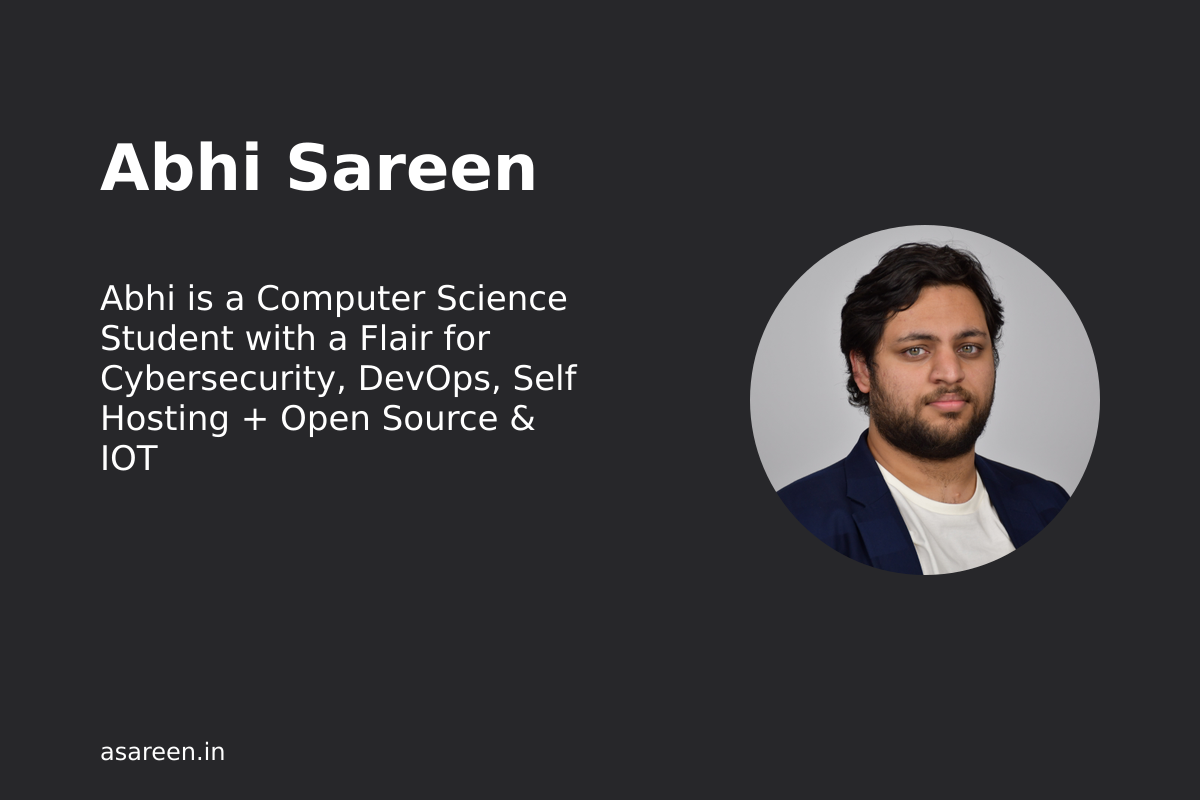 Abhi Sareen
Abhi is a Computer Science
Student with a Flair for
Cybersecurity, DevOps, Self
Hosting + Open Source &
IOT
asareen.in